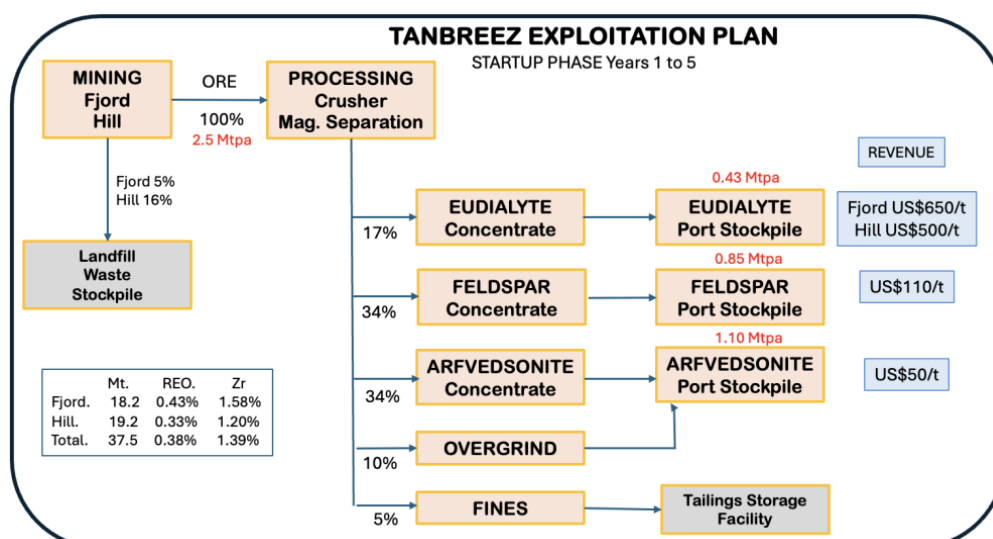 TANBREEZ EXPLOITATION PLAN
STARTUP PHASE Years 1 to 5
MINING
Fjord
Hill
ORE
100%
2.5 Mtpa
PROCESSING
Crusher
Mag. Separation
Fjord 5%
Hill 16%
Landfill
Waste
Stockpile
REVENUE
17%
EUDIALYTE
Concentrate
0.43 Mtpa
EUDIALYTE
Port Stockpile
Fjord US$650/t
Hill US$500/t
34%
FELDSPAR
Concentrate
0.85 Mtpa
FELDSPAR
Port Stockpile
US$110/t
34%
ARFVEDSONITE
Concentrate
1.10 Mtpa
ARFVEDSONITE
Port Stockpile
US$50/t
10%
OVERGRIND
5%
FINES
Tailings Storage
Facility
Mt. REO. Zr
Fjord. 18.2 0.43% 1.58%
Hill. 19.2 0.33% 1.20%
Total. 37.5 0.38% 1.39%